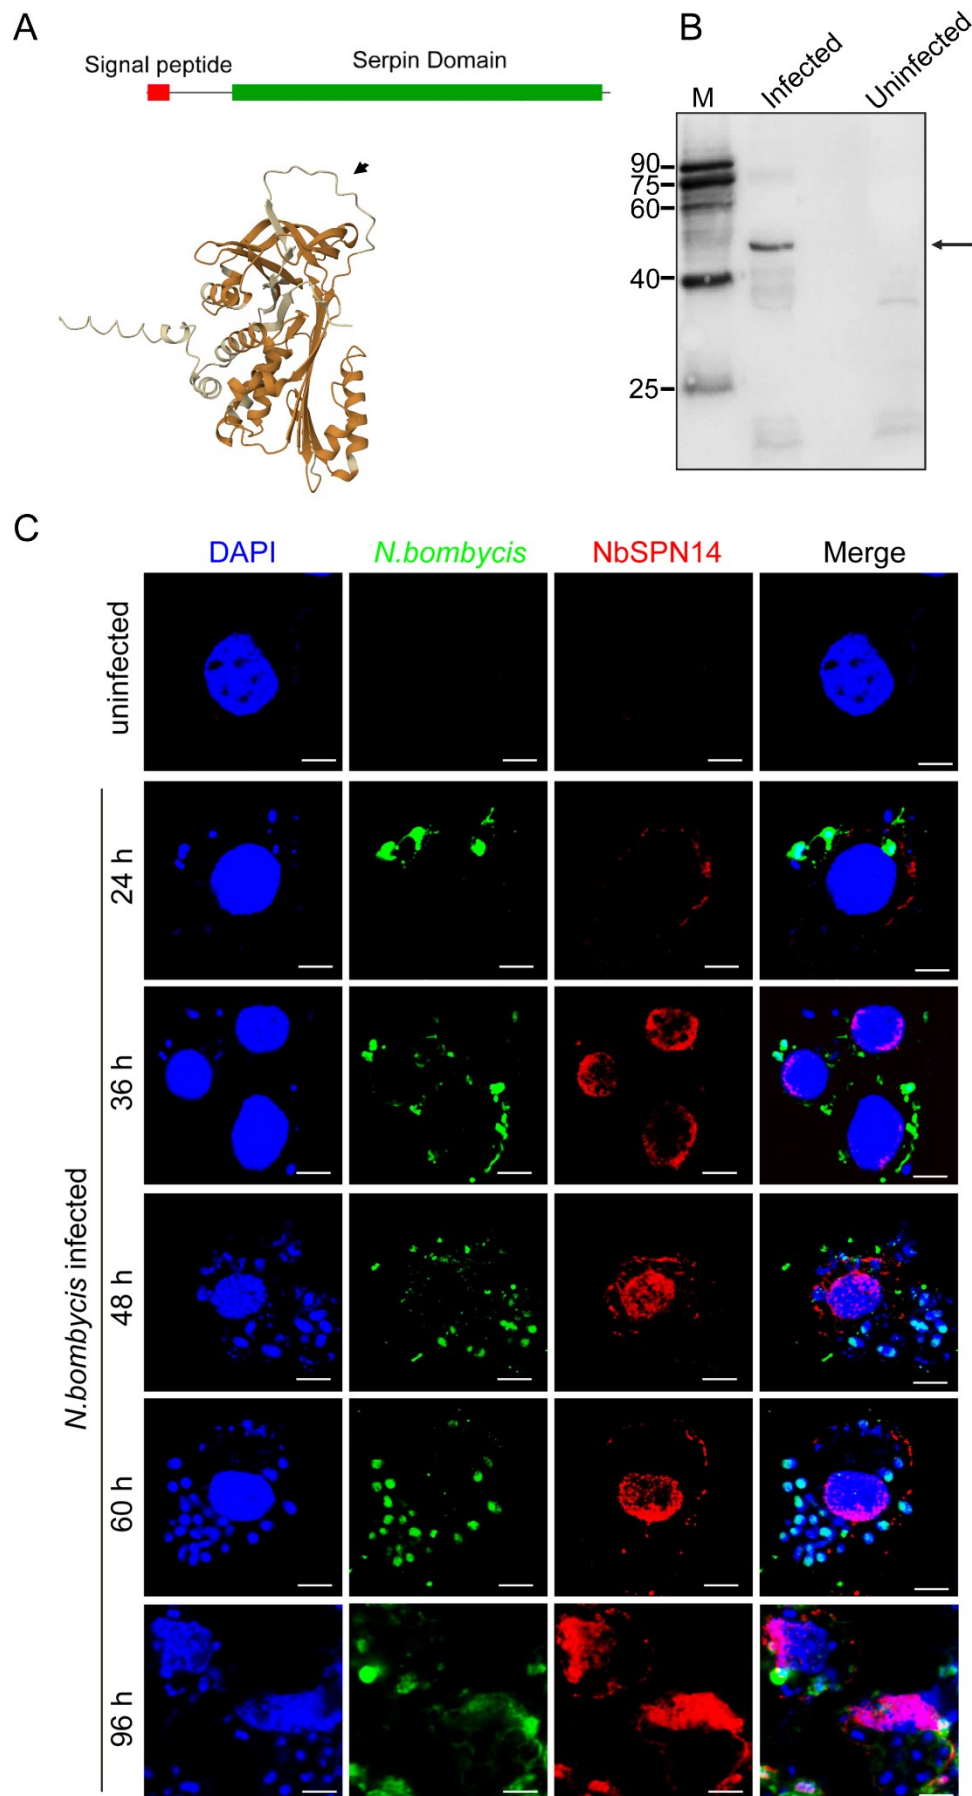 A
Signal peptide
Serpin Domain
B
M
Infected
Uninfected
90
75
60
40
25
C
DAPI
N.bombycis
NbSPN14
Merge
uninfected
N.bombycis infected
24 h
36 h
48 h
60 h
96 h